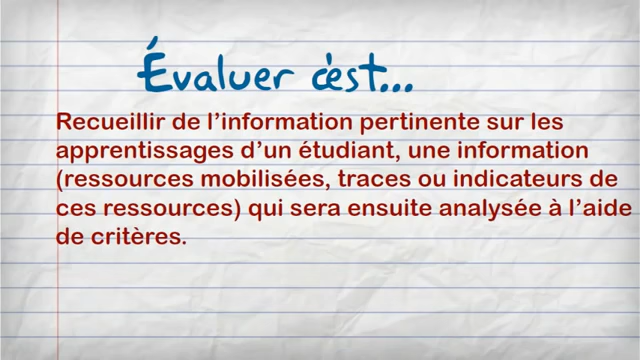 Évaluer c'est...
Recueillir de l’information pertinente sur les
apprentissages d’un étudiant, une information
(ressources mobilisées, traces ou indicateurs de
ces ressources) qui sera ensuite analysée à l’aide
de critères.